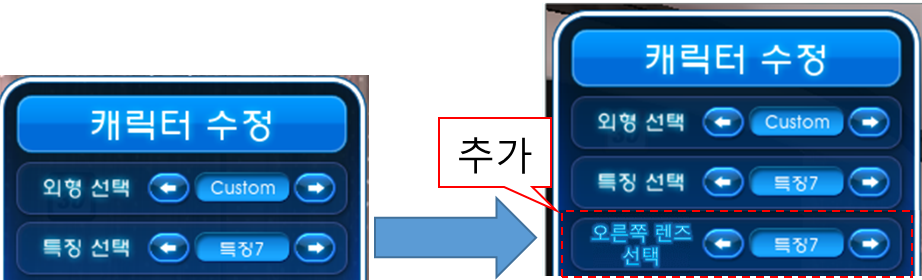 캐릭터 수정
외형 선택 Custom
특징 선택 특징7
추가
캐릭터 수정
외형 선택 Custom
특징 선택 특징7
오른쪽 렌즈
선택 특징7